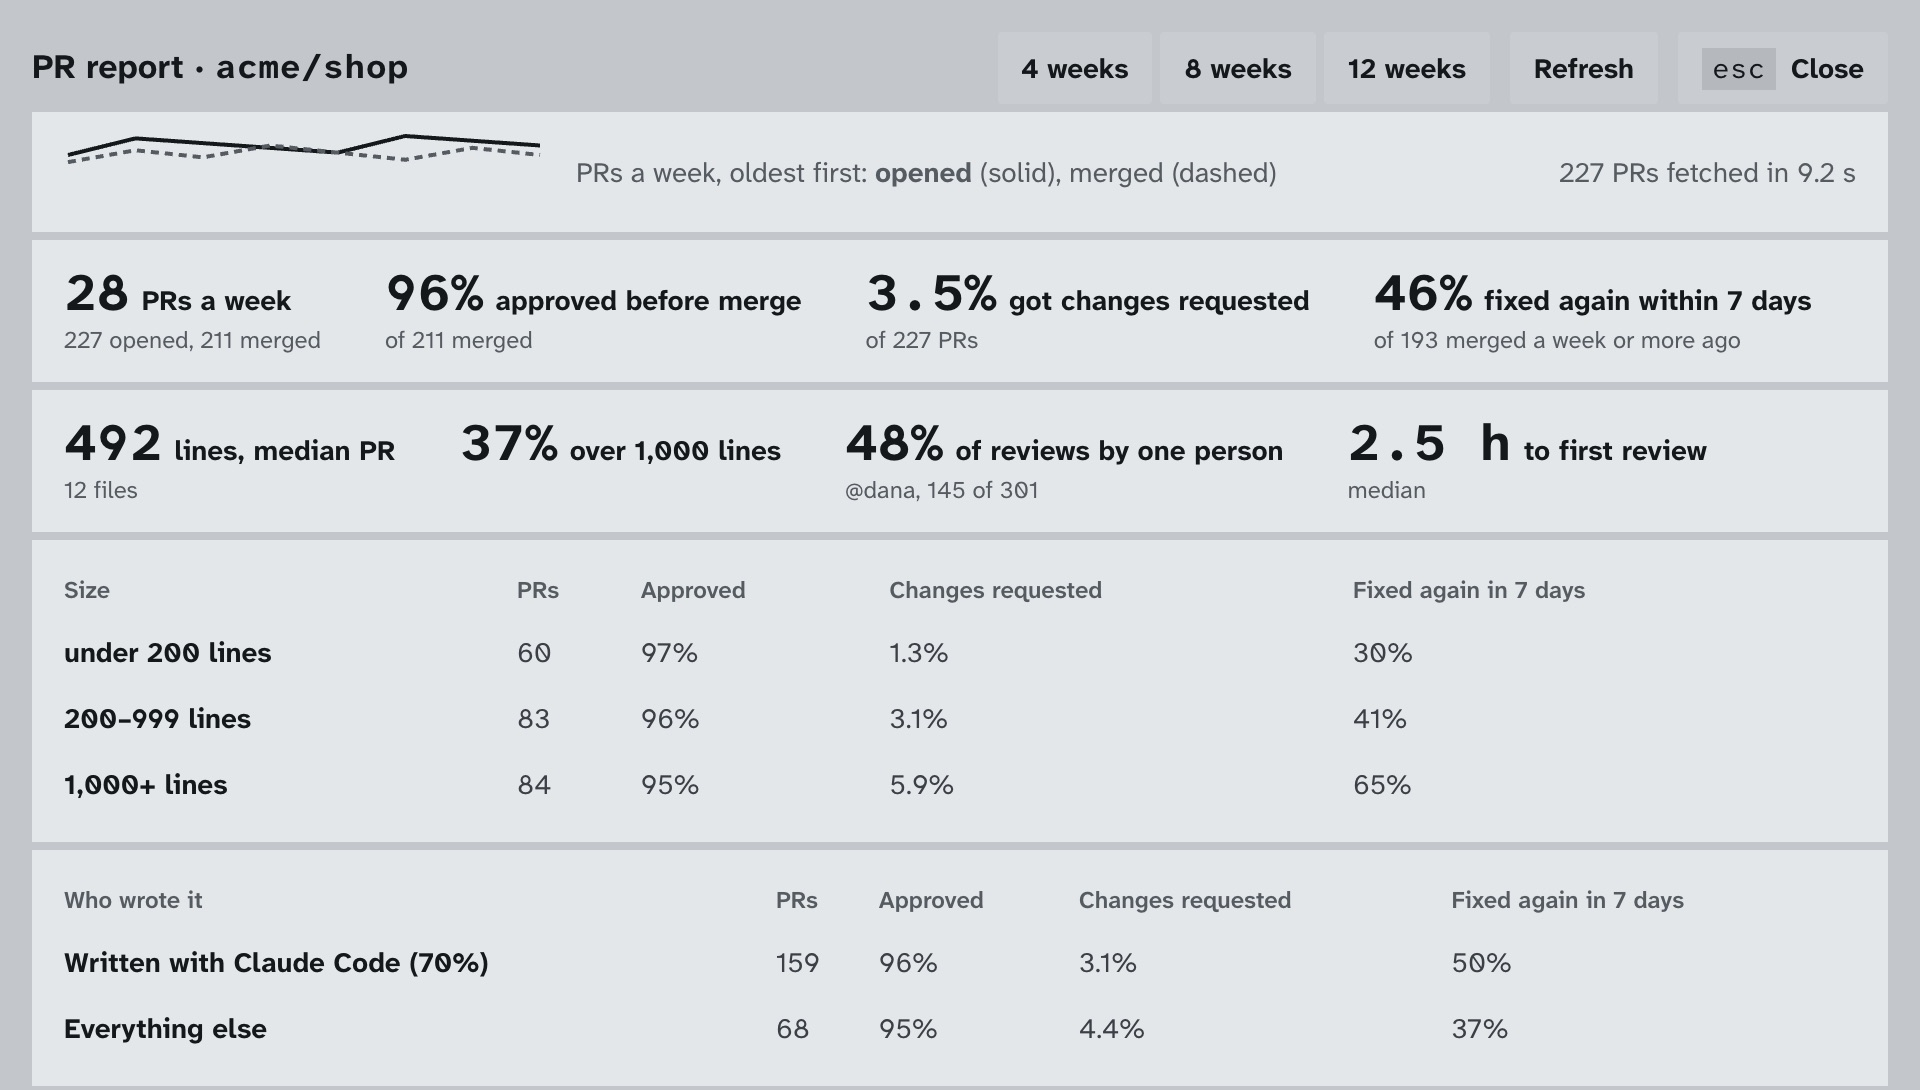 PR report · acme/shop
4 weeks 8 weeks 12 weeks Refresh esc Close
PRs a week, oldest first: opened (solid), merged (dashed) 227 PRs fetched in 9.2 s
28 PRs a week 96% approved before merge 3.5% got changes requested 46% fixed again within 7 days
227 opened, 211 merged of 211 merged of 227 PRs of 193 merged a week or more ago
492 lines, median PR 37% over 1,000 lines 48% of reviews by one person 2.5 h to first review
12 files @dana, 145 of 301 median
Size PRs Approved Changes requested Fixed again in 7 days
under 200 lines 60 97% 1.3% 30%
200–999 lines 83 96% 3.1% 41%
1,000+ lines 84 95% 5.9% 65%
Who wrote it PRs Approved Changes requested Fixed again in 7 days
Written with Claude Code (70%) 159 96% 3.1% 50%
Everything else 68 95% 4.4% 37%